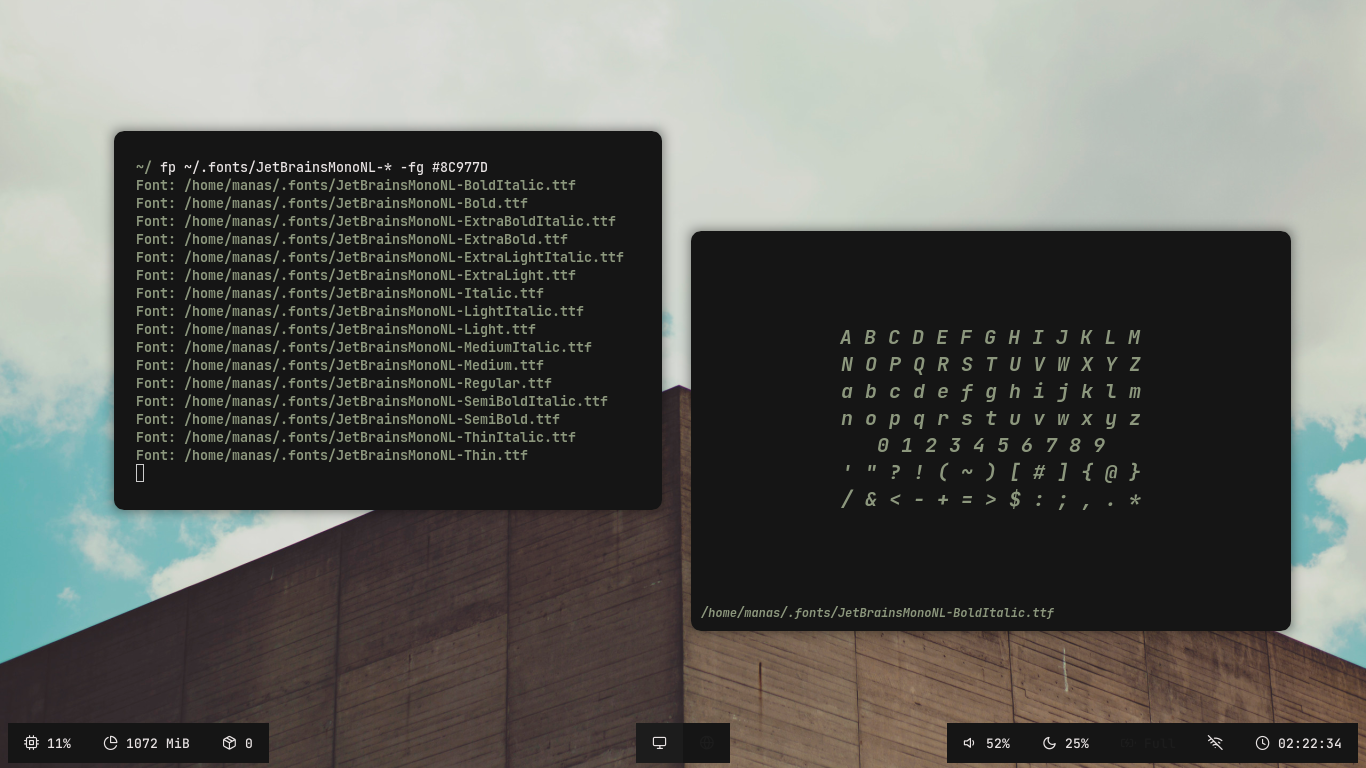 ~/ fp ~/.fonts/JetBrainsMonoNL-* -fg #8C977D
Font: /home/manas/.fonts/JetBrainsMonoNL-BoldItalic.ttf
Font: /home/manas/.fonts/JetBrainsMonoNL-Bold.ttf
Font: /home/manas/.fonts/JetBrainsMonoNL-ExtraBoldItalic.ttf
Font: /home/manas/.fonts/JetBrainsMonoNL-ExtraBold.ttf
Font: /home/manas/.fonts/JetBrainsMonoNL-ExtraLightItalic.ttf
Font: /home/manas/.fonts/JetBrainsMonoNL-ExtraLight.ttf
Font: /home/manas/.fonts/JetBrainsMonoNL-Italic.ttf
Font: /home/manas/.fonts/JetBrainsMonoNL-LightItalic.ttf
Font: /home/manas/.fonts/JetBrainsMonoNL-Light.ttf
Font: /home/manas/.fonts/JetBrainsMonoNL-MediumItalic.ttf
Font: /home/manas/.fonts/JetBrainsMonoNL-Medium.ttf
Font: /home/manas/.fonts/JetBrainsMonoNL-Regular.ttf
Font: /home/manas/.fonts/JetBrainsMonoNL-SemiBoldItalic.ttf
Font: /home/manas/.fonts/JetBrainsMonoNL-SemiBold.ttf
Font: /home/manas/.fonts/JetBrainsMonoNL-ThinItalic.ttf
Font: /home/manas/.fonts/JetBrainsMonoNL-Thin.ttf
A B C D E F G H I J K L M
N O P Q R S T U V W X Y Z
a b c d e f g h i j k l m
n o p q r s t u v w x y z
0 1 2 3 4 5 6 7 8 9
' " ? ! ( ~ ) [ # ] { @ }
/ & < - + = > $ : ; , . *
/home/manas/.fonts/JetBrainsMonoNL-BoldItalic.ttf
11% 1072 MiB 0
52% 25% Full 02:22:34